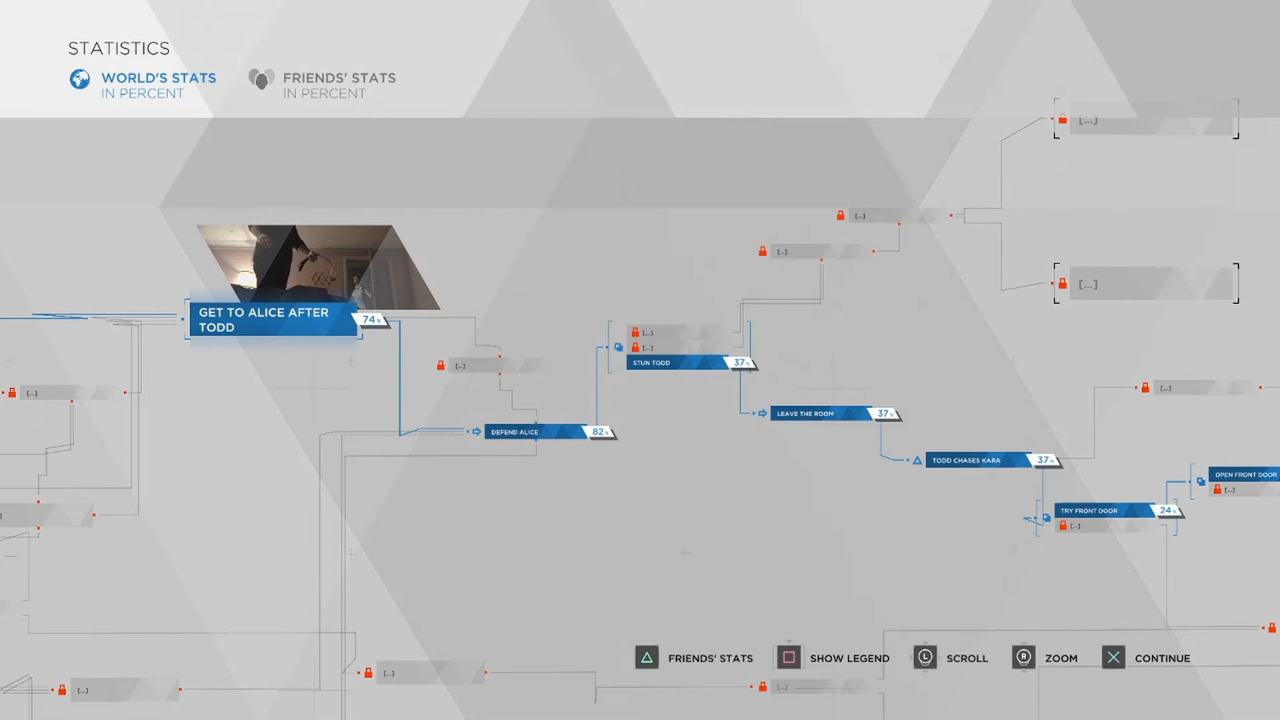 STATISTICS
WORLD'S STATS
IN PERCENT
FRIENDS' STATS
IN PERCENT
[...]
[...]
[...]
[...]
GET TO ALICE AFTER
TODD
74%
[...]
[...]
STUN TODD
37%
[...]
[...]
[...]
LEAVE THE ROOM
37%
DEFEND ALICE
82%
TODD CHASES KARA
37%
OPEN FRONT DOOR
[...]
TRY FRONT DOOR
24%
[...]
FRIENDS' STATS
SHOW LEGEND
L
SCROLL
R
ZOOM
CONTINUE
[...]
[...]
[...]